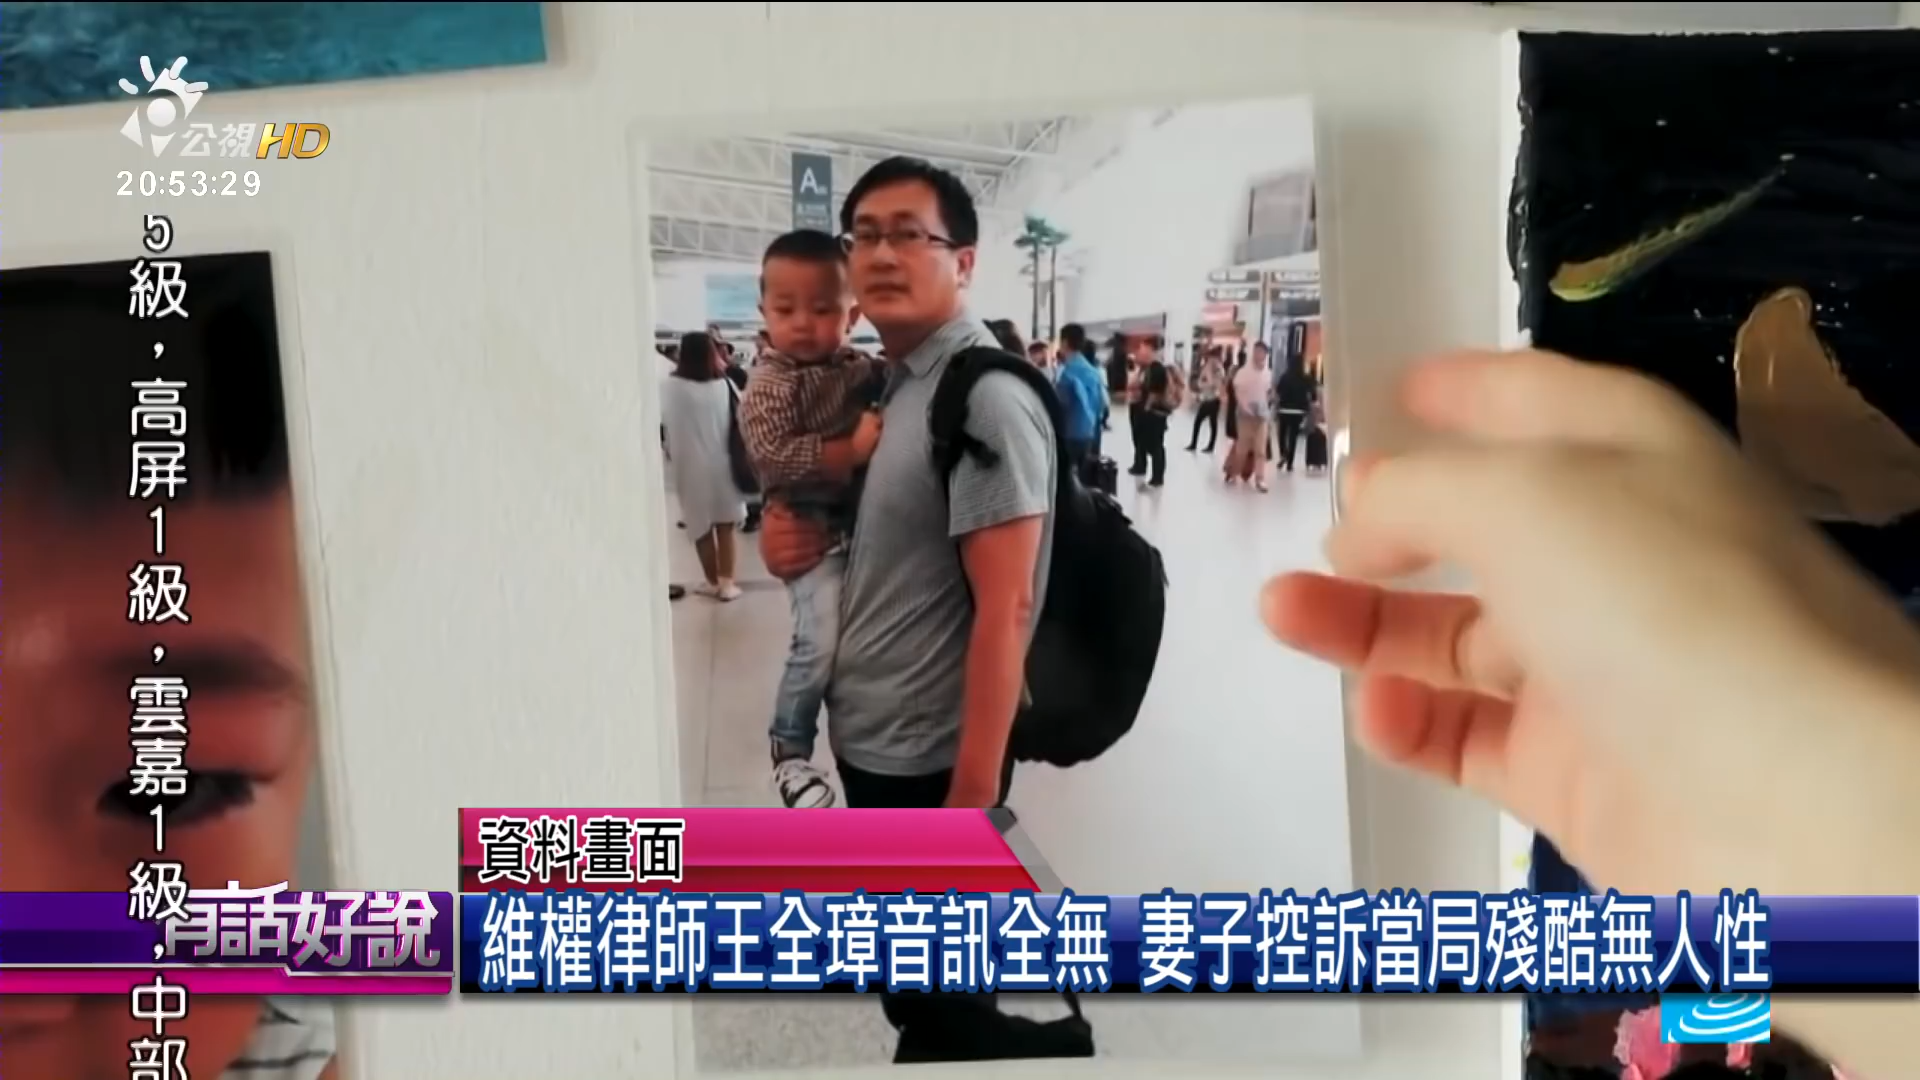 公視HD
20:53:29
5級，高屏1級，雲嘉1級，中部
A
資料畫面
有話好說
維權律師王全璋音訊全無 妻子控訴當局殘酷無人性